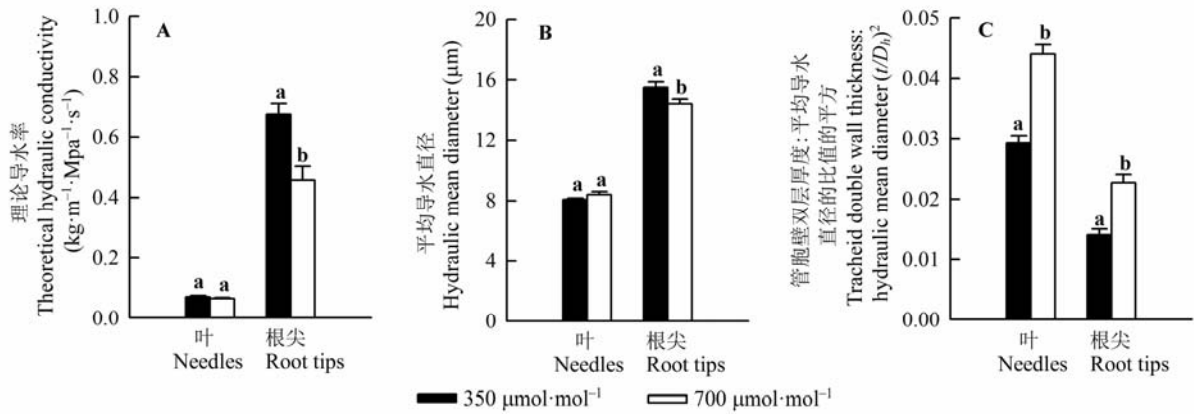 理论导水率
Theoretical hydraulic conductivity
(kg·m⁻¹·Mpa⁻¹·s⁻¹)
1.0
0.8
0.6
0.4
0.2
0.0
A
a
a
a
b
叶
根尖
Needles
Root tips
平均导水直径
Hydraulic mean diameter (μm)
20
16
12
8
4
0
B
a
a
a
b
叶
根尖
Needles
Root tips
管胞壁双层厚度:平均导水
直径的比值的平方
Tracheid double wall thickness:
hydraulic mean diameter (t/Dₕ)²
0.05
0.04
0.03
0.02
0.01
0.00
C
a
b
a
b
叶
根尖
Needles
Root tips
350 μmol·mol⁻¹
700 μmol·mol⁻¹